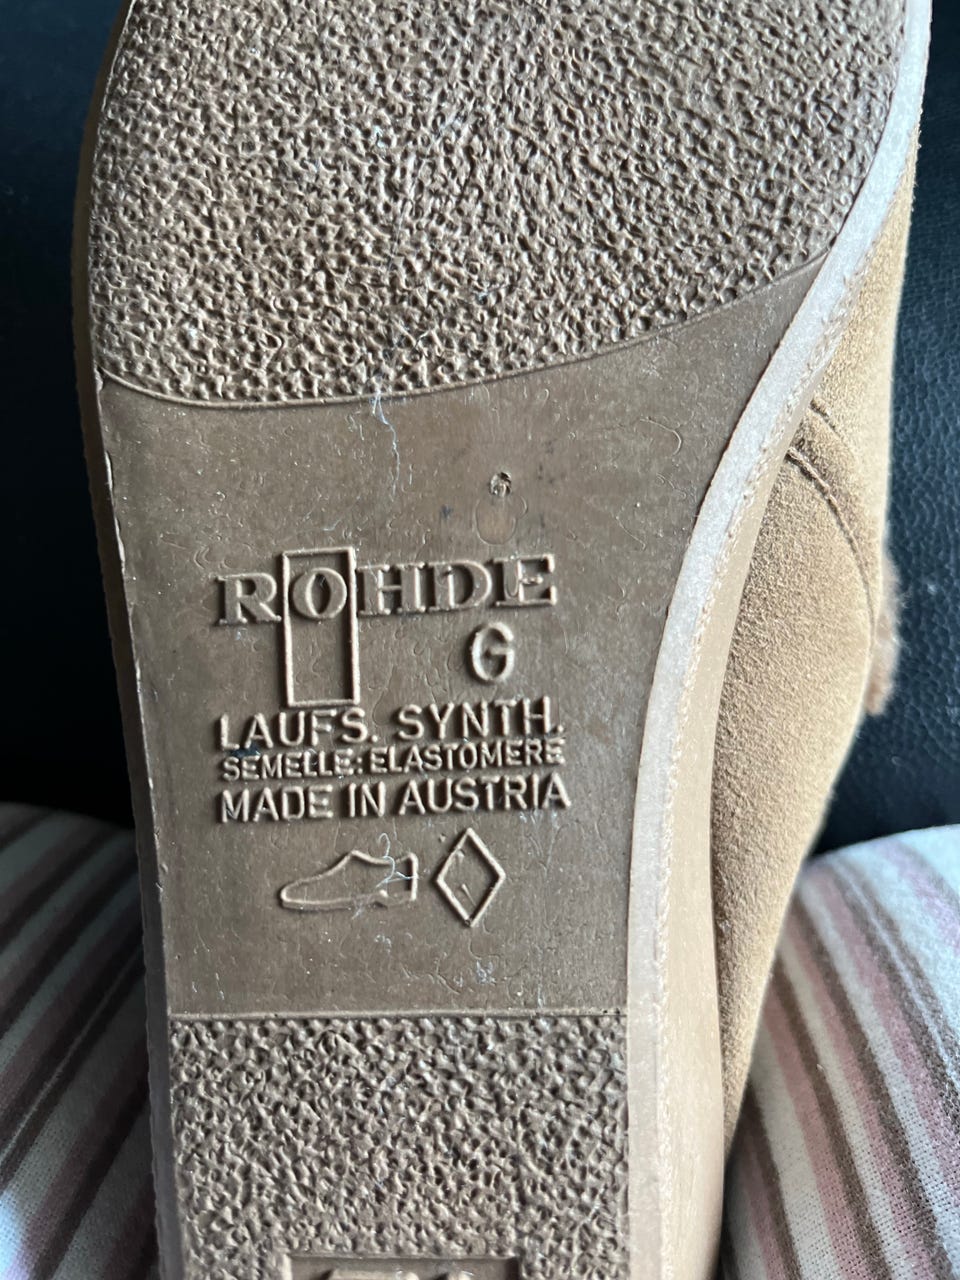 ROHDE
G
LAUFS. SYNTH.
SEMELLE: ELASTOMERE
MADE IN AUSTRIA